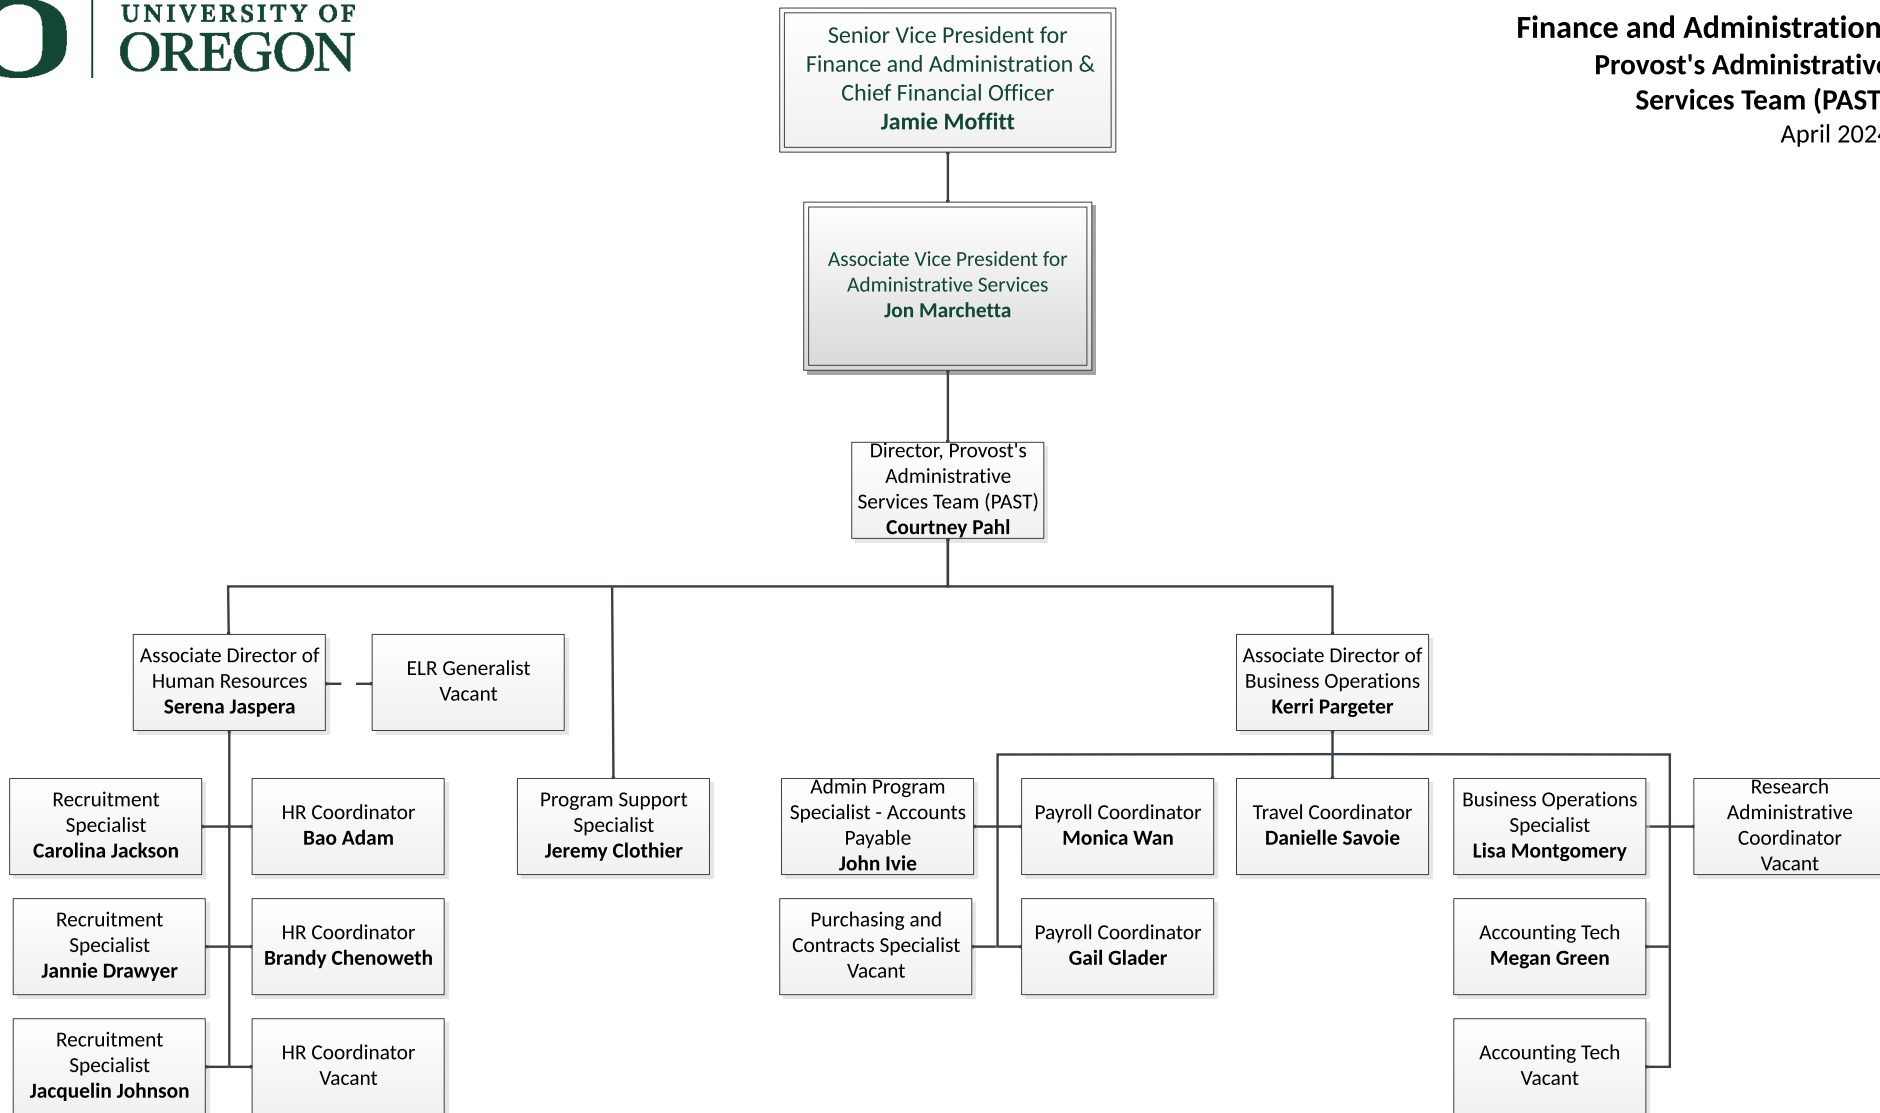 UNIVERSITY OF
OREGON
Finance and Administration
Provost's Administrative
Services Team (PAST
April 2024
Senior Vice President for
Finance and Administration &
Chief Financial Officer
Jamie Moffitt
Associate Vice President for
Administrative Services
Jon Marchetta
Director, Provost's
Administrative
Services Team (PAST)
Courtney Pahl
Associate Director of
Human Resources
Serena Jaspera
ELR Generalist
Vacant
Associate Director of
Business Operations
Kerri Pargeter
Recruitment
Specialist
Carolina Jackson
HR Coordinator
Bao Adam
Program Support
Specialist
Jeremy Clothier
Admin Program
Specialist - Accounts
Payable
John Ivie
Payroll Coordinator
Monica Wan
Travel Coordinator
Danielle Savoie
Business Operations
Specialist
Lisa Montgomery
Research
Administrative
Coordinator
Vacant
Recruitment
Specialist
Jannie Drawyer
HR Coordinator
Brandy Chenoweth
Purchasing and
Contracts Specialist
Vacant
Payroll Coordinator
Gail Glader
Accounting Tech
Megan Green
Recruitment
Specialist
Jacquelin Johnson
HR Coordinator
Vacant
Accounting Tech
Vacant